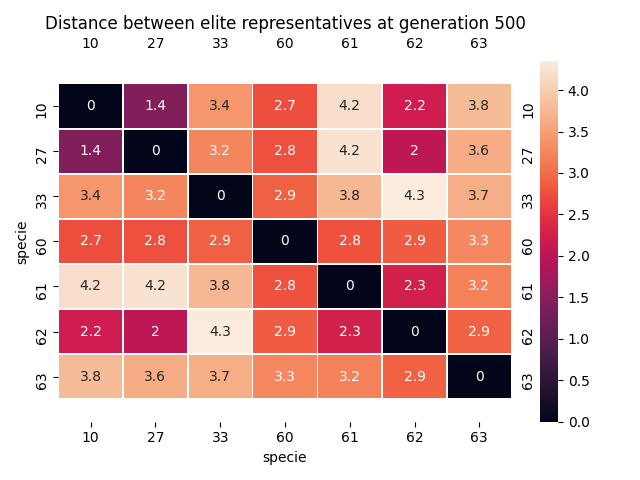 Distance between elite representatives at generation 500
10 27 33 60 61 62 63
10 0 1.4 3.4 2.7 4.2 2.2 3.8 10
27 1.4 0 3.2 2.8 4.2 2 3.6 27
33 3.4 3.2 0 2.9 3.8 4.3 3.7 33
60 2.7 2.8 2.9 0 2.8 2.9 3.3 60
61 4.2 4.2 3.8 2.8 0 2.3 3.2 61
62 2.2 2 4.3 2.9 2.3 0 2.9 62
63 3.8 3.6 3.7 3.3 3.2 2.9 0 63
10 27 33 60 61 62 63
specie
specie
4.0
3.5
3.0
2.5
2.0
1.5
1.0
0.5
0.0